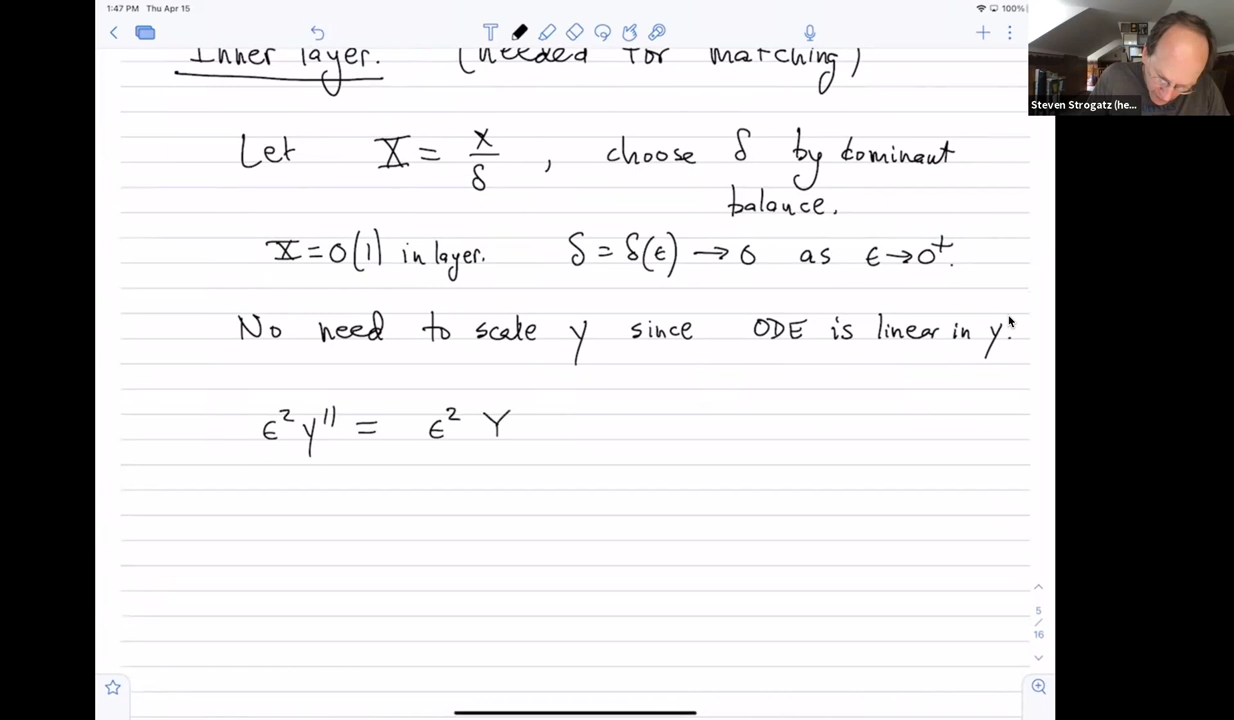 1:47 PM Thu Apr 15
100%
Inner layer. (needed for matching)
Steven Strogatz (he...
Let X = x/δ , choose δ by dominant
balance.
X = O(1) in layer. δ = δ(ϵ) → 0 as ϵ → 0⁺.
No need to scale y since ODE is linear in y.
ϵ² y'' = ϵ² Y
5
/
16